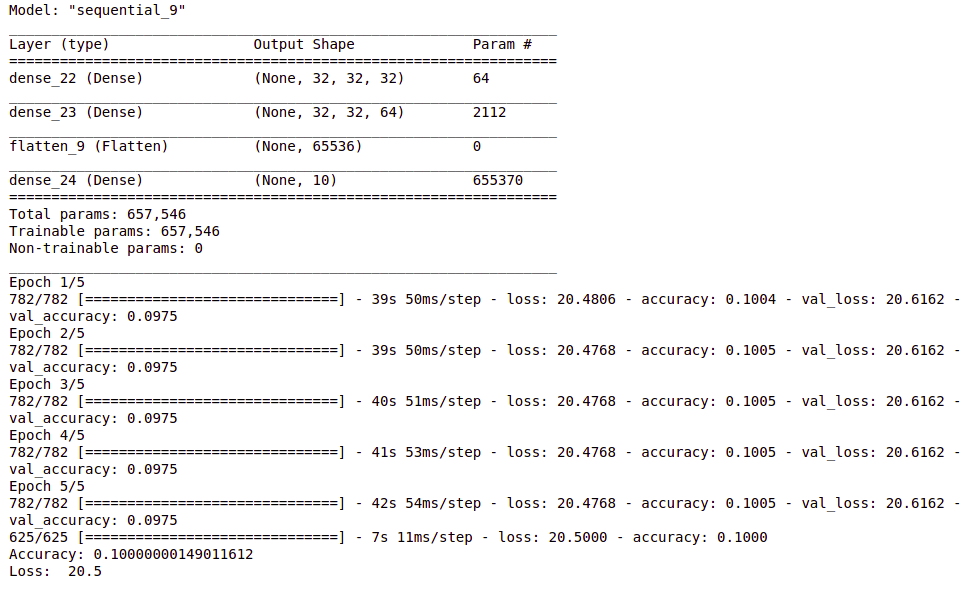 Model: "sequential_9"
_________________________________________________________________
Layer (type)                 Output Shape              Param #
=================================================================
dense_22 (Dense)             (None, 32, 32, 32)        64
_________________________________________________________________
dense_23 (Dense)             (None, 32, 32, 64)        2112
_________________________________________________________________
flatten_9 (Flatten)          (None, 65536)             0
_________________________________________________________________
dense_24 (Dense)             (None, 10)                655370
=================================================================
Total params: 657,546
Trainable params: 657,546
Non-trainable params: 0
_________________________________________________________________
Epoch 1/5
782/782 [==============================] - 39s 50ms/step - loss: 20.4806 - accuracy: 0.1004 - val_loss: 20.6162 -
val_accuracy: 0.0975
Epoch 2/5
782/782 [==============================] - 39s 50ms/step - loss: 20.4768 - accuracy: 0.1005 - val_loss: 20.6162 -
val_accuracy: 0.0975
Epoch 3/5
782/782 [==============================] - 40s 51ms/step - loss: 20.4768 - accuracy: 0.1005 - val_loss: 20.6162 -
val_accuracy: 0.0975
Epoch 4/5
782/782 [==============================] - 41s 53ms/step - loss: 20.4768 - accuracy: 0.1005 - val_loss: 20.6162 -
val_accuracy: 0.0975
Epoch 5/5
782/782 [==============================] - 42s 54ms/step - loss: 20.4768 - accuracy: 0.1005 - val_loss: 20.6162 -
val_accuracy: 0.0975
625/625 [==============================] - 7s 11ms/step - loss: 20.5000 - accuracy: 0.1000
Accuracy: 0.10000000149011612
Loss:  20.5